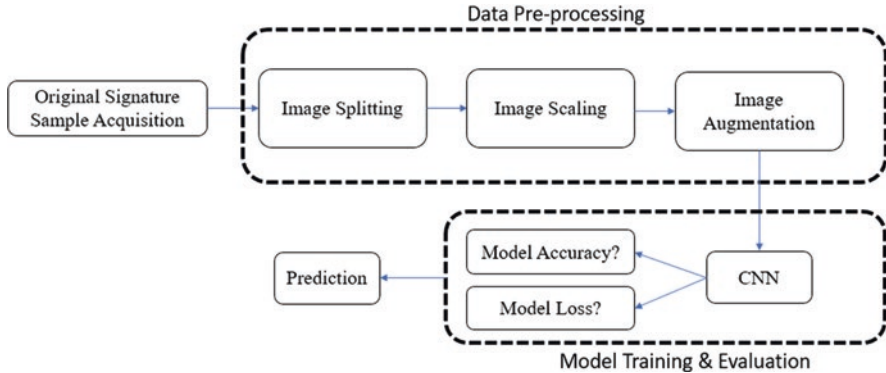 Data Pre-processing
Original Signature
Sample Acquisition
Image Splitting
Image Scaling
Image
Augmentation
Model Accuracy?
Prediction
CNN
Model Loss?
Model Training & Evaluation